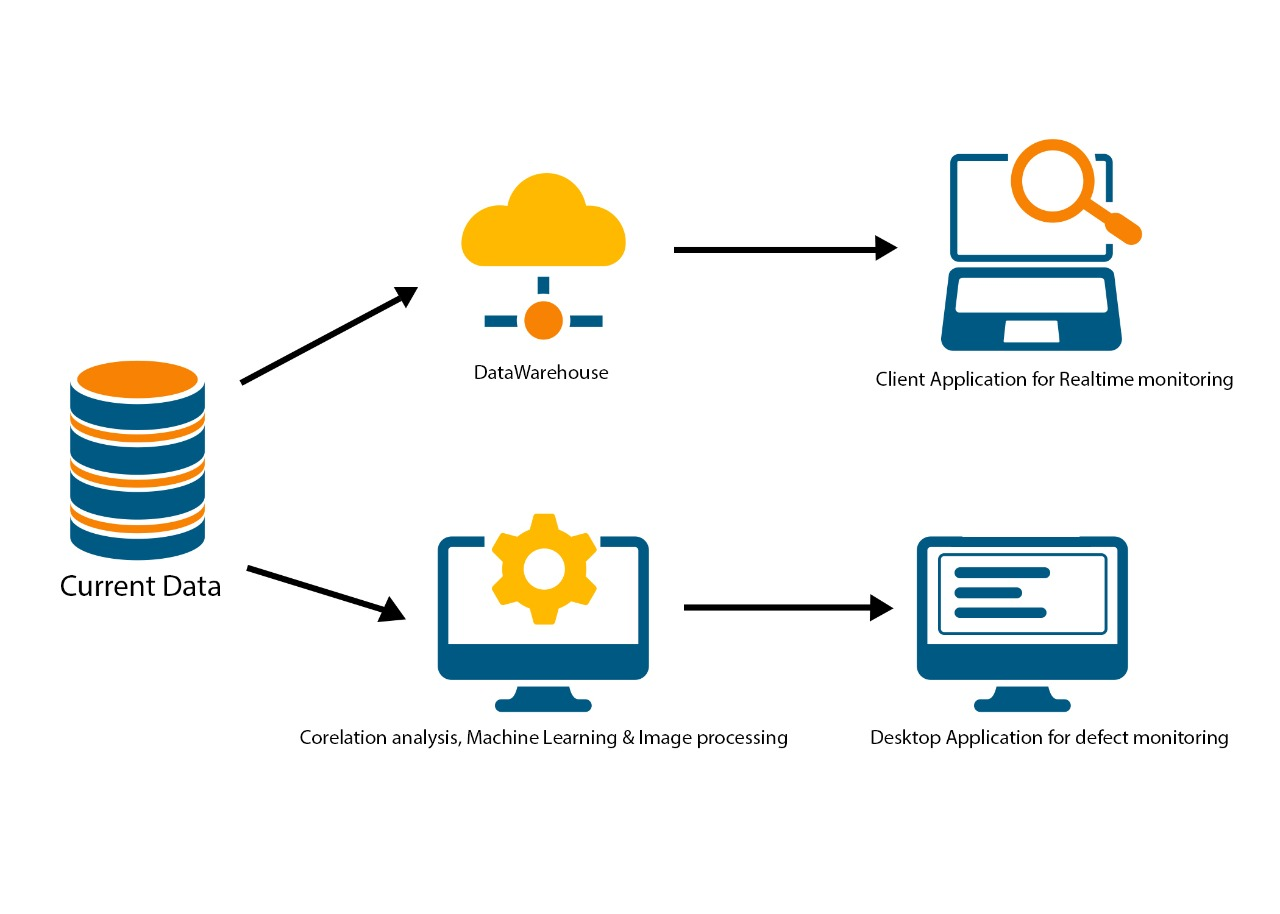 DataWarehouse
Client Application for Realtime monitoring
Current Data
Corelation analysis, Machine Learning & Image processing
Desktop Application for defect monitoring